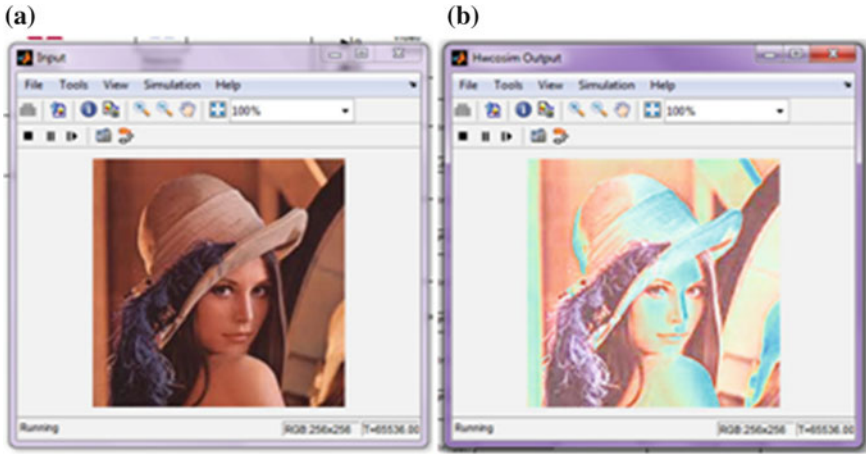 (a) (b)
Input
File Tools View Simulation Help
100%
Running RGB:256x256 T=65536.00
Hwcosim Output
File Tools View Simulation Help
100%
Running RGB:256x256 T=65536.00